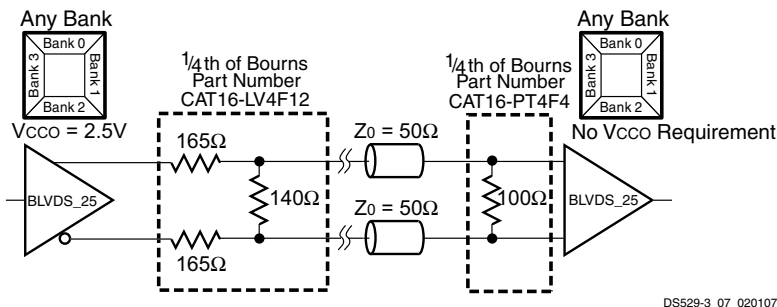 Any Bank
Bank 0
Bank 3
Bank 1
Bank 2
VCCO = 2.5V
1/4th of Bourns
Part Number
CAT16-LV4F12
165Ω
140Ω
165Ω
BLVDS_25
Z0 = 50Ω
Z0 = 50Ω
1/4th of Bourns
Part Number
CAT16-PT4F4
100Ω
Any Bank
Bank 0
Bank 3
Bank 1
Bank 2
No VCCO Requirement
BLVDS_25
DS529-3_07_020107